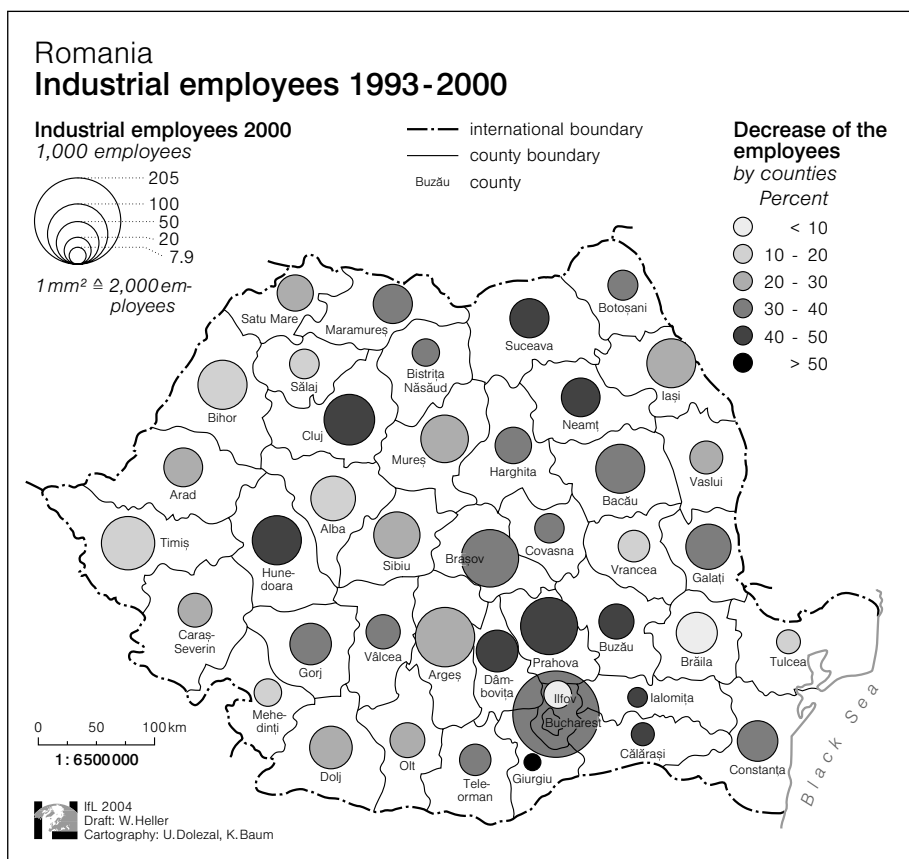 Romania
Industrial employees 1993-2000
Industrial employees 2000
1,000 employees
205
100
50
20
7.9
1 mm² ≙ 2,000 em-
ployees
international boundary
county boundary
Buzău county
Decrease of the
employees
by counties
Percent
< 10
10 - 20
20 - 30
30 - 40
40 - 50
> 50
Satu Mare
Maramureș
Suceava
Botoșani
Sălaj
Bistrița
Năsăud
Iași
Bihor
Cluj
Neamț
Mureș
Harghita
Bacău
Vaslui
Arad
Alba
Timiș
Hune-
doara
Sibiu
Brașov
Covasna
Vrancea
Galați
Caraș-
Severin
Gorj
Vâlcea
Argeș
Dâm-
bovița
Prahova
Buzău
Brăila
Tulcea
Mehe-
dinți
Ilfov
Ialomița
Bucharest
Dolj
Olt
Tele-
orman
Giurgiu
Călărași
Constanța
Black Sea
0 50 100 km
1:6500000
IfL 2004
Draft: W.Heller
Cartography: U.Dolezal, K.Baum